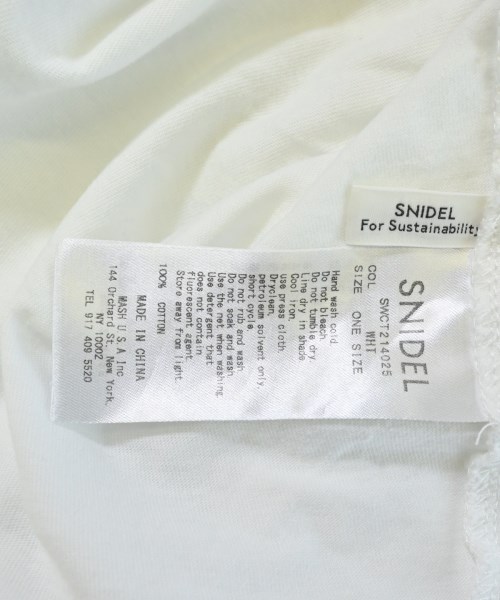 SNIDEL
For Sustainability
SNIDEL
SWCT214025
COL WHT
SIZE ONE SIZE
Hand wash cold.
Do not bleach.
Do not tumble dry.
Line dry in shade.
Cool iron.
use press cloth.
Dryclean,
petroleum solvent only,
short cycle.
Do not rub and wash
Do not soak and wash
Use the net when washing
Use detergent that
does not contain
fluorescent agent.
Store away from light.
100% COTTON
MADE IN CHINA
MASH U.S.A Inc
144 Orchard St. New York,
NY 10002
TEL 917 409 5520